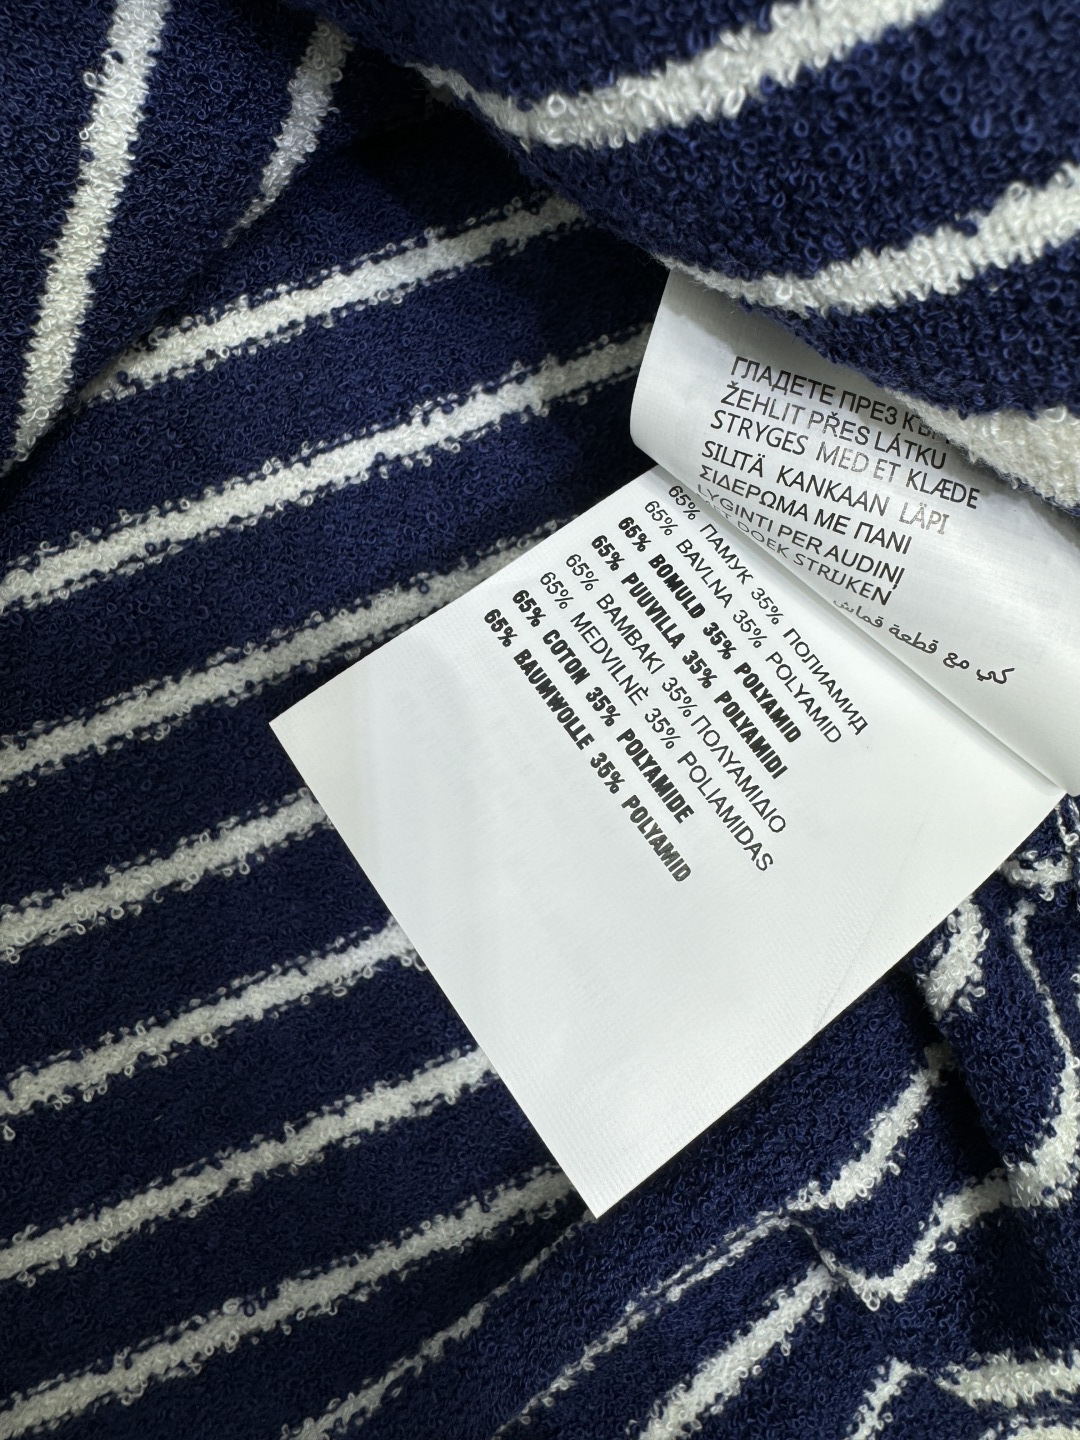 ГЛАДЕТЕ ПРЕЗ
ŽEHLIT PŘES LÁTKU
STRYGES MED ET KLÆDE
SILITÄ KANKAAN LÄPI
ΣΙΔΕΡΩΜΑ ΜΕ ΠΑΝΙ
LYGINTI PER AUDINĮ
DOEK STRIJKEN
كي مع قطعة قماش
65% ПАМУК 35% ПОЛИАМИД
65% BAVLNA 35% POLYAMID
65% BOMULD 35% POLYAMID
65% PUUVILLA 35% POLYAMIDI
65% BAMBAKI 35% ΠΟΛΥΑΜΙΔΙΟ
65% MEDVILNĖ 35% POLIAMIDAS
65% COTON 35% POLYAMIDE
65% BAUMWOLLE 35% POLYAMID